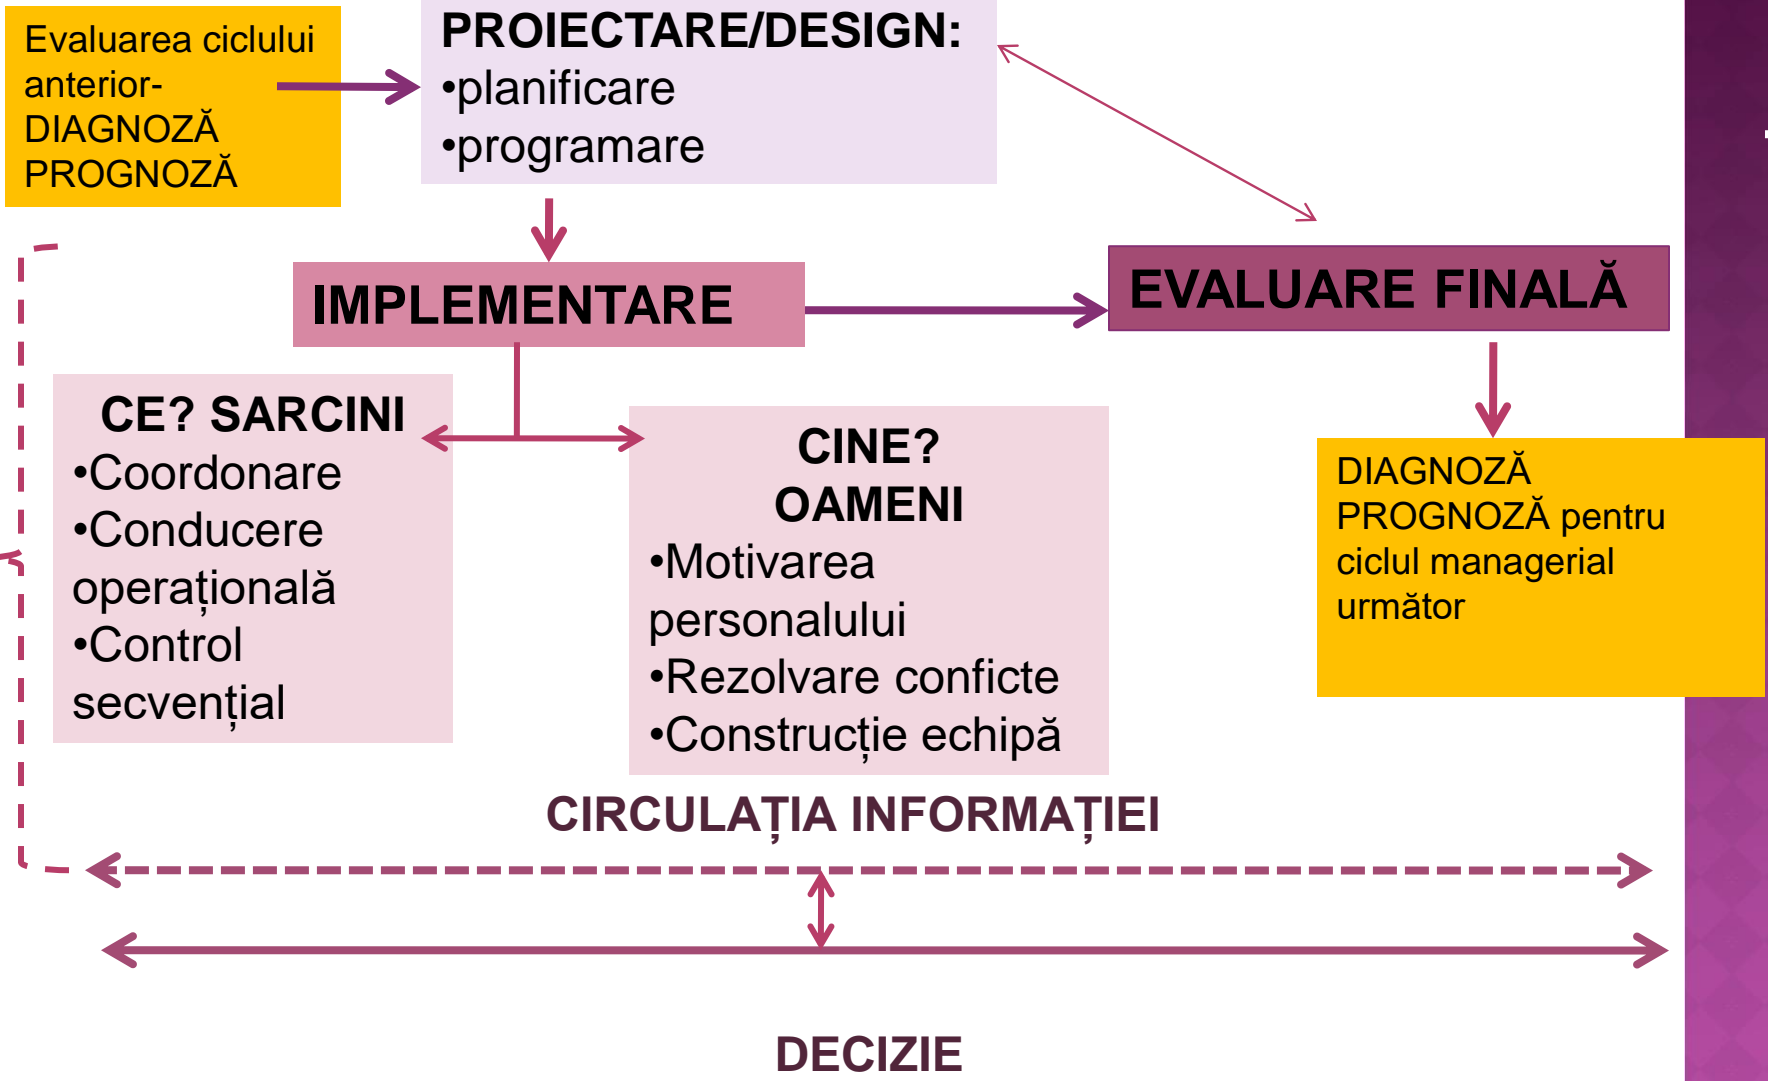 Evaluarea ciclului
anterior-
DIAGNOZĂ
PROGNOZĂ
PROIECTARE/DESIGN:
•planificare
•programare
IMPLEMENTARE
EVALUARE FINALĂ
CE? SARCINI
•Coordonare
•Conducere
operațională
•Control
secvențial
CINE?
OAMENI
•Motivarea
personalului
•Rezolvare conficte
•Construcție echipă
DIAGNOZĂ
PROGNOZĂ pentru
ciclul managerial
următor
CIRCULAȚIA INFORMAȚIEI
DECIZIE